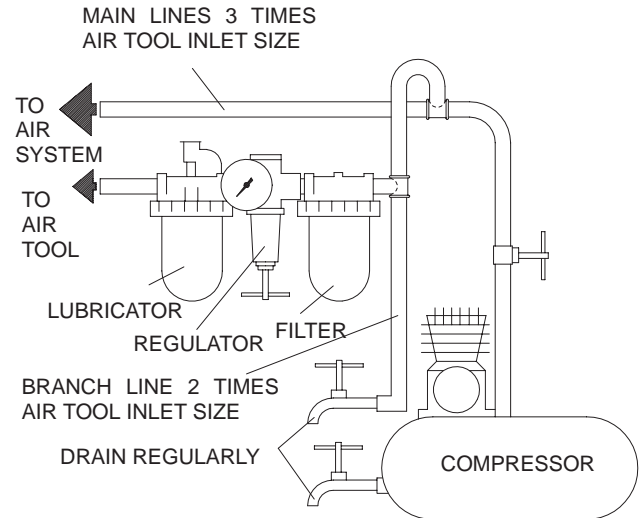 MAIN LINES 3 TIMES
AIR TOOL INLET SIZE
TO
AIR
SYSTEM
TO
AIR
TOOL
LUBRICATOR
REGULATOR
FILTER
BRANCH LINE 2 TIMES
AIR TOOL INLET SIZE
DRAIN REGULARLY
COMPRESSOR